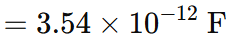 = 3.54 × 10⁻¹² F